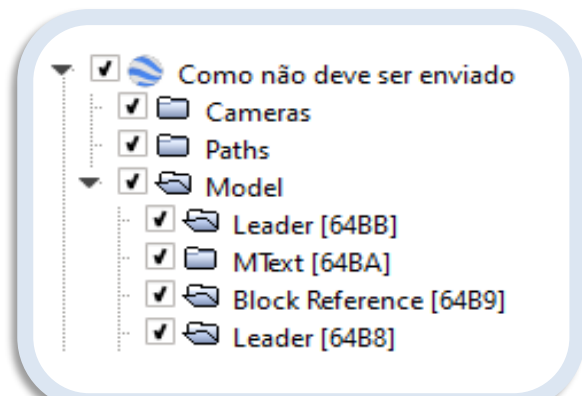 Como não deve ser enviado
Cameras
Paths
Model
Leader [64BB]
MText [64BA]
Block Reference [64B9]
Leader [64B8]